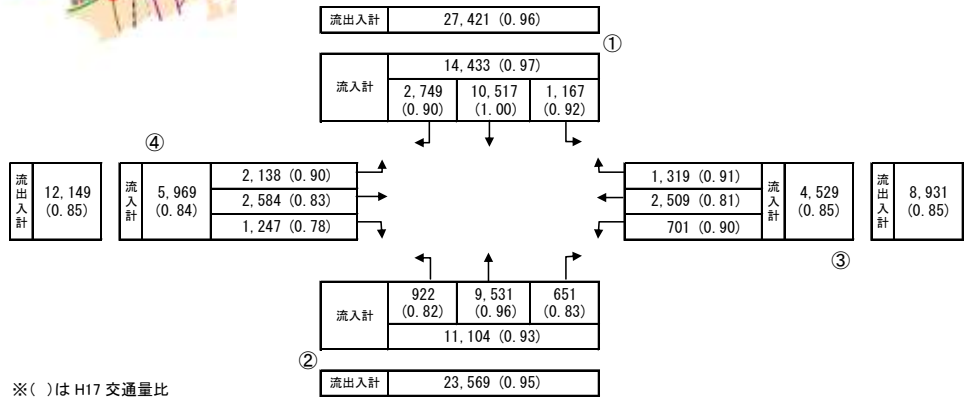 流出入計 27,421 (0.96)
①
流入計 14,433 (0.97)
2,749 (0.90) 10,517 (1.00) 1,167 (0.92)
④
流出入計 12,149 (0.85)
流入計 5,969 (0.84)
2,138 (0.90)
2,584 (0.83)
1,247 (0.78)
1,319 (0.91)
2,509 (0.81)
701 (0.90)
流入計 4,529 (0.85)
流出入計 8,931 (0.85)
③
流入計
922 (0.82) 9,531 (0.96) 651 (0.83)
11,104 (0.93)
②
流出入計 23,569 (0.95)
※( )は H17 交通量比